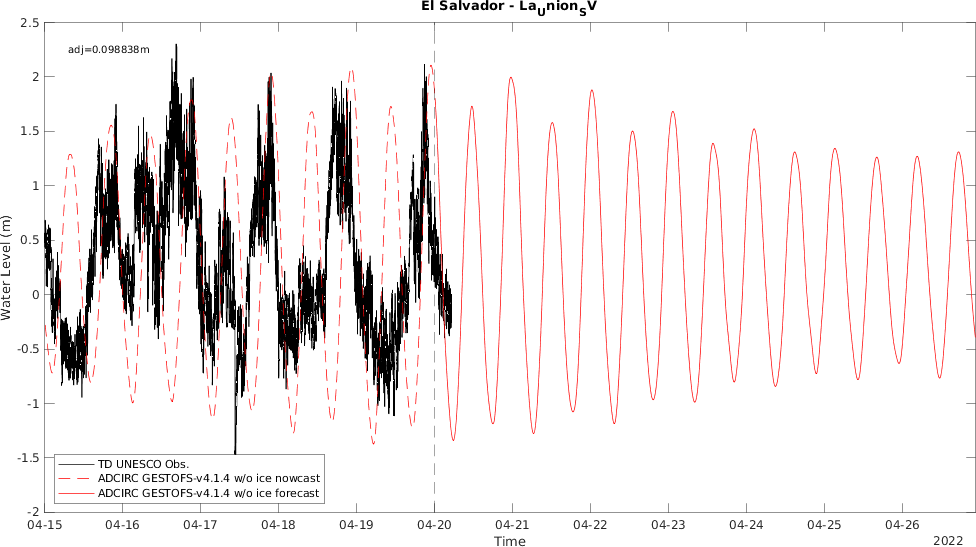 El Salvador - LaUnionSV
2.5
adj=0.098838m
2
1.5
1
0.5
0
-0.5
-1
-1.5
-2
Water Level (m)
TD UNESCO Obs.
ADCIRC GESTOFS-v4.1.4 w/o ice nowcast
ADCIRC GESTOFS-v4.1.4 w/o ice forecast
04-15 04-16 04-17 04-18 04-19 04-20 04-21 04-22 04-23 04-24 04-25 04-26
Time
2022